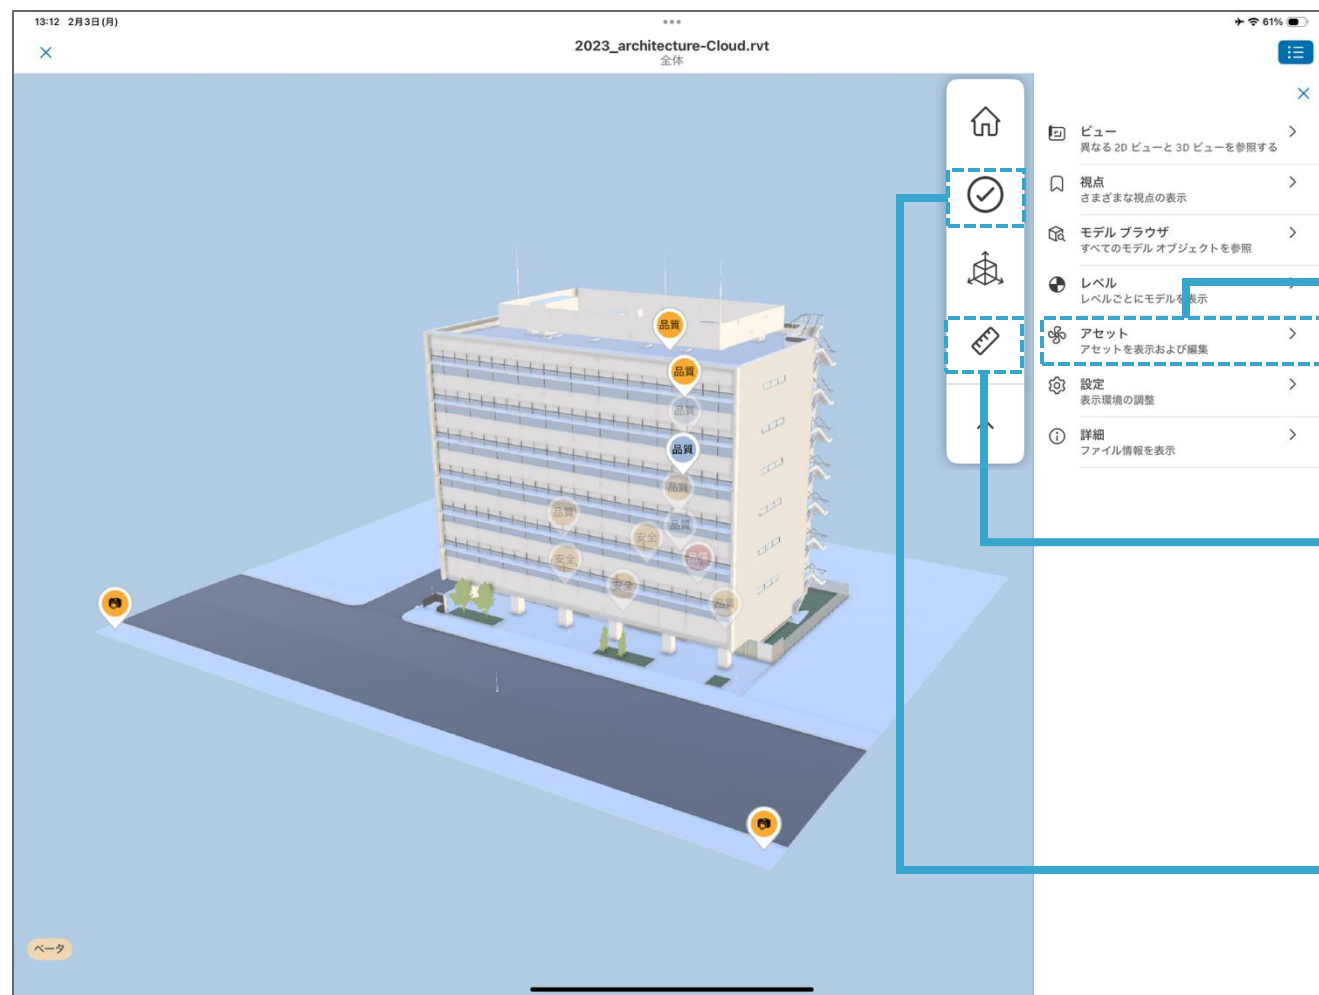 13:12 2月3日(月)
61%
2023_architecture-Cloud.rvt
全体
ビュー
異なる 2D ビューと 3D ビューを参照する
視点
さまざまな視点の表示
モデル ブラウザ
すべてのモデル オブジェクトを参照
レベル
レベルごとにモデルを表示
アセット
アセットを表示および編集
設定
表示環境の調整
詳細
ファイル情報を表示
品質
品質
品質
品質
品質
品質
品質
安全
安全
品質
安全
品質
ベータ